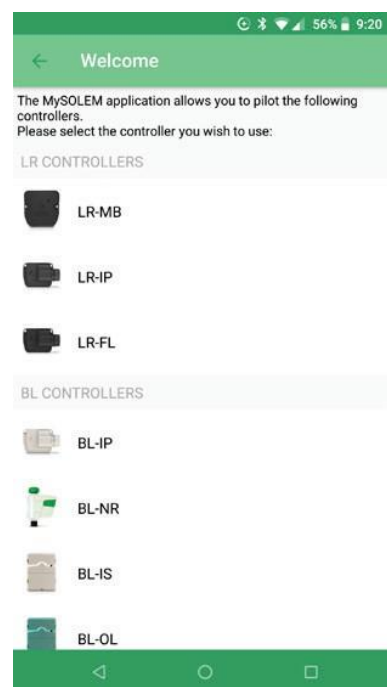 56% 9:20
Welcome
The MySOLEM application allows you to pilot the following
controllers.
Please select the controller you wish to use:
LR CONTROLLERS
LR-MB
LR-IP
LR-FL
BL CONTROLLERS
BL-IP
BL-NR
BL-IS
BL-OL